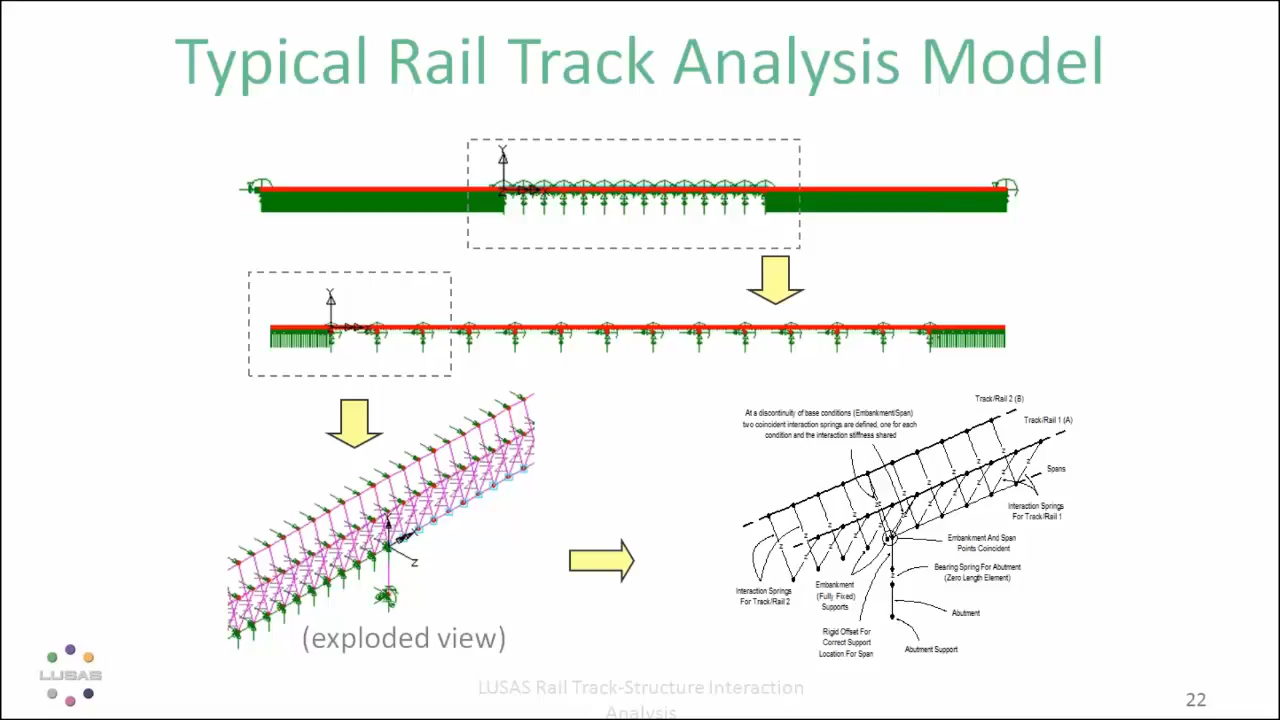 Typical Rail Track Analysis Model
Y
Y
Track/Rail 2 (B)
At a discontinuity of base conditions (Embankment/Span)
two coincident interaction springs are defined, one for each
condition and the interaction stiffness shared
Track/Rail 1 (A)
Spans
Interaction Springs
For Track/Rail 1
Embankment And Span
Points Coincident
Z
Bearing Spring For Abutment
(Zero Length Element)
Interaction Springs
For Track/Rail 2
Embankment
(Fully Fixed)
Supports
Abutment
Rigid Offset For
Correct Support
Location For Span
Abutment Support
(exploded view)
LUSAS
LUSAS Rail Track-Structure Interaction
Analysis
22